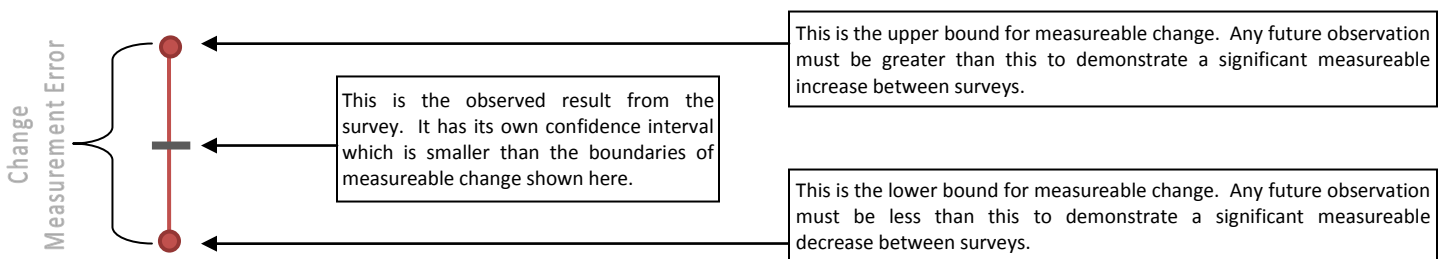 Change
Measurement Error
This is the upper bound for measureable change. Any future observation
must be greater than this to demonstrate a significant measureable
increase between surveys.
This is the observed result from the
survey. It has its own confidence interval
which is smaller than the boundaries of
measureable change shown here.
This is the lower bound for measureable change. Any future observation
must be less than this to demonstrate a significant measureable
decrease between surveys.